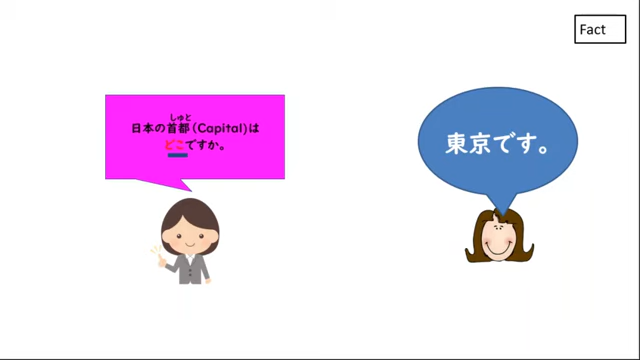 Fact
しゅと
日本の首都（Capital)は
どこですか。
東京です。